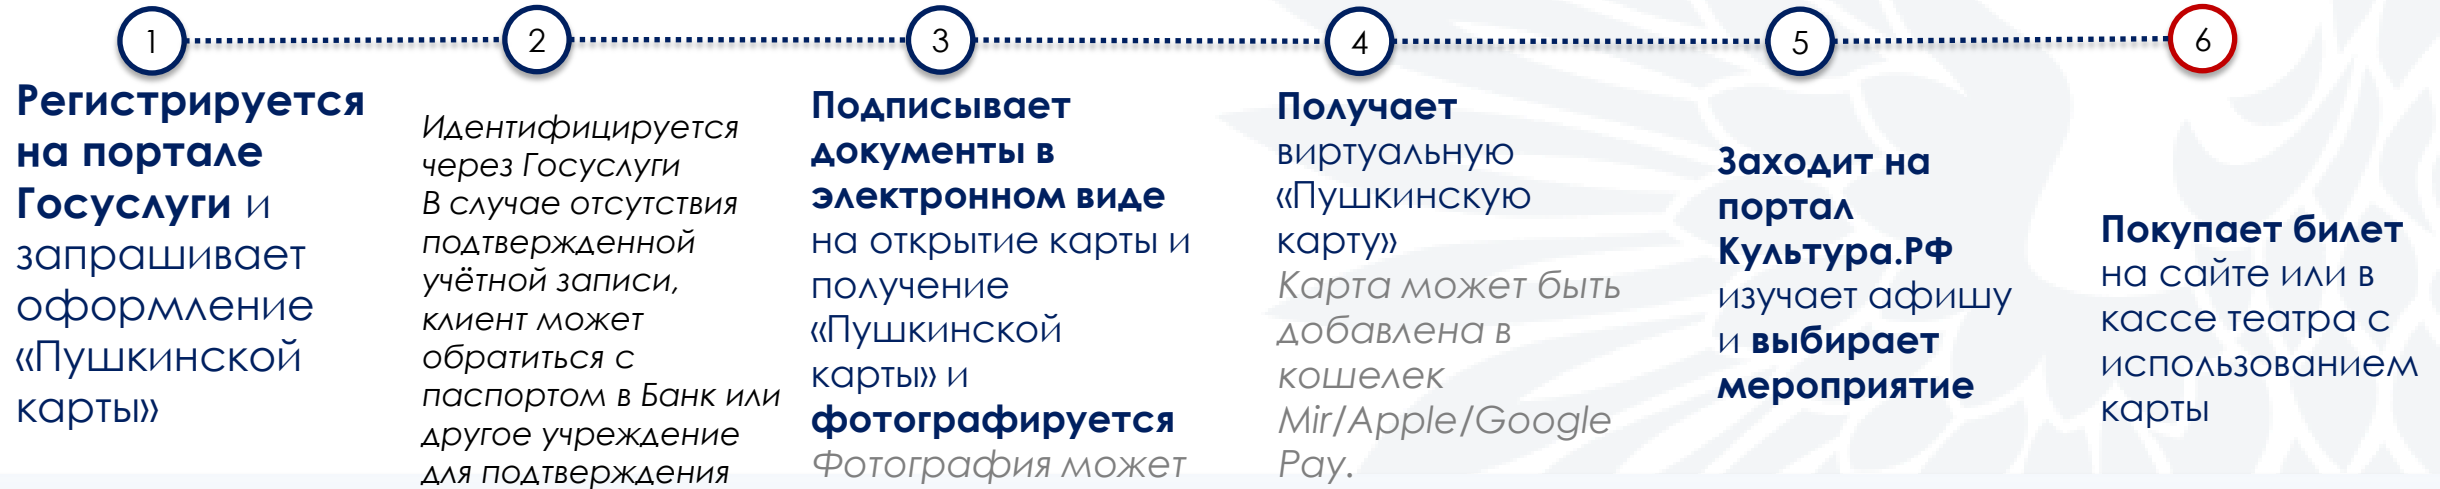 1
2
3
4
5
6
Регистрируется
на портале
Госуслуги и
запрашивает
оформление
«Пушкинской
карты»
Идентифицируется
через Госуслуги
В случае отсутствия
подтвержденной
учётной записи,
клиент может
обратиться с
паспортом в Банк или
другое учреждение
для подтверждения
Подписывает
документы в
электронном виде
на открытие карты и
получение
«Пушкинской
карты» и
фотографируется
Фотография может
Получает
виртуальную
«Пушкинскую
карту»
Карта может быть
добавлена в
кошелек
Mir/Apple/Google
Pay.
Заходит на
портал
Культура.РФ
изучает афишу
и выбирает
мероприятие
Покупает билет
на сайте или в
кассе театра с
использованием
карты